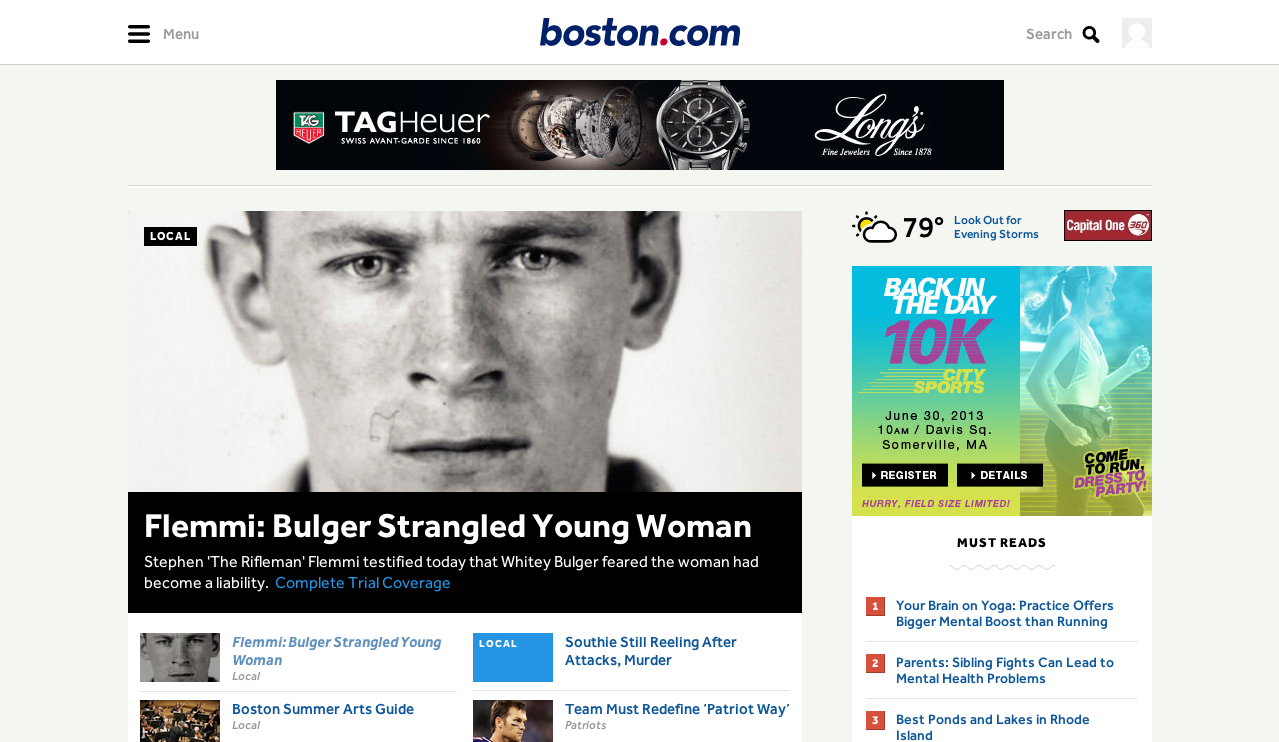 Menu
boston.com
Search
TAG HEUER
TAGHeuer
SWISS AVANT-GARDE SINCE 1860
Long's
Fine Jewelers Since 1878
LOCAL
79°
Look Out for
Evening Storms
Capital One 360
BACK IN
THE DAY
10K
CITY
SPORTS
June 30, 2013
10AM / Davis Sq.
Somerville, MA
REGISTER
DETAILS
COME
TO RUN,
DRESS TO
PARTY!
HURRY, FIELD SIZE LIMITED!
Flemmi: Bulger Strangled Young Woman
Stephen 'The Rifleman' Flemmi testified today that Whitey Bulger feared the woman had
become a liability. Complete Trial Coverage
Flemmi: Bulger Strangled Young
Woman
Local
LOCAL
Southie Still Reeling After
Attacks, Murder
Boston Summer Arts Guide
Local
Team Must Redefine ‘Patriot Way’
Patriots
MUST READS
1 Your Brain on Yoga: Practice Offers
Bigger Mental Boost than Running
2 Parents: Sibling Fights Can Lead to
Mental Health Problems
3 Best Ponds and Lakes in Rhode
Island